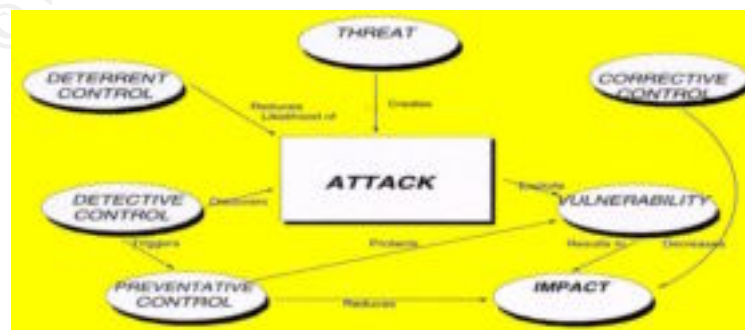 THREAT
DETERRENT
CONTROL
CORRECTIVE
CONTROL
Reduces
Likelihood of
Creates
ATTACK
DETECTIVE
CONTROL
Discovers
Exploits
VULNERABILITY
Triggers
Protects
Results to
Decreases
PREVENTATIVE
CONTROL
Reduces
IMPACT